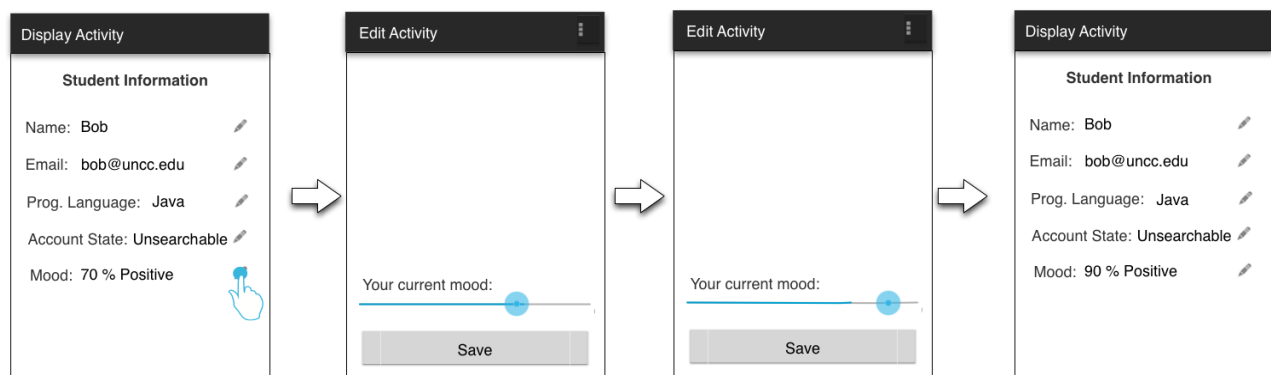 Display Activity
Student Information
Name: Bob
Email: bob@uncc.edu
Prog. Language: Java
Account State: Unsearchable
Mood: 70 % Positive
Edit Activity
Your current mood:
Save
Edit Activity
Your current mood:
Save
Display Activity
Student Information
Name: Bob
Email: bob@uncc.edu
Prog. Language: Java
Account State: Unsearchable
Mood: 90 % Positive